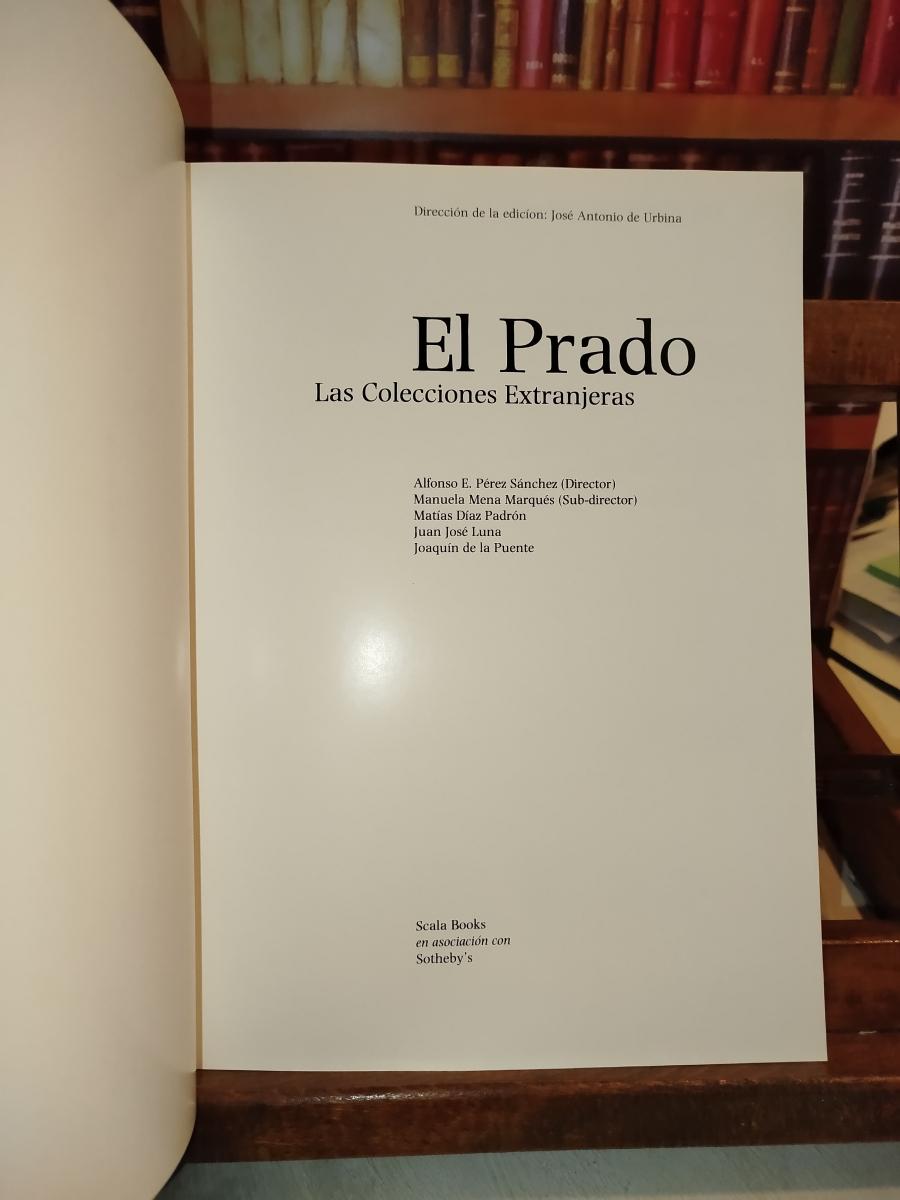 Dirección de la edicíon: José Antonio de Urbina
El Prado
Las Colecciones Extranjeras
Alfonso E. Pérez Sánchez (Director)
Manuela Mena Marqués (Sub-director)
Matías Díaz Padrón
Juan José Luna
Joaquín de la Puente
Scala Books
en asociación con
Sotheby's